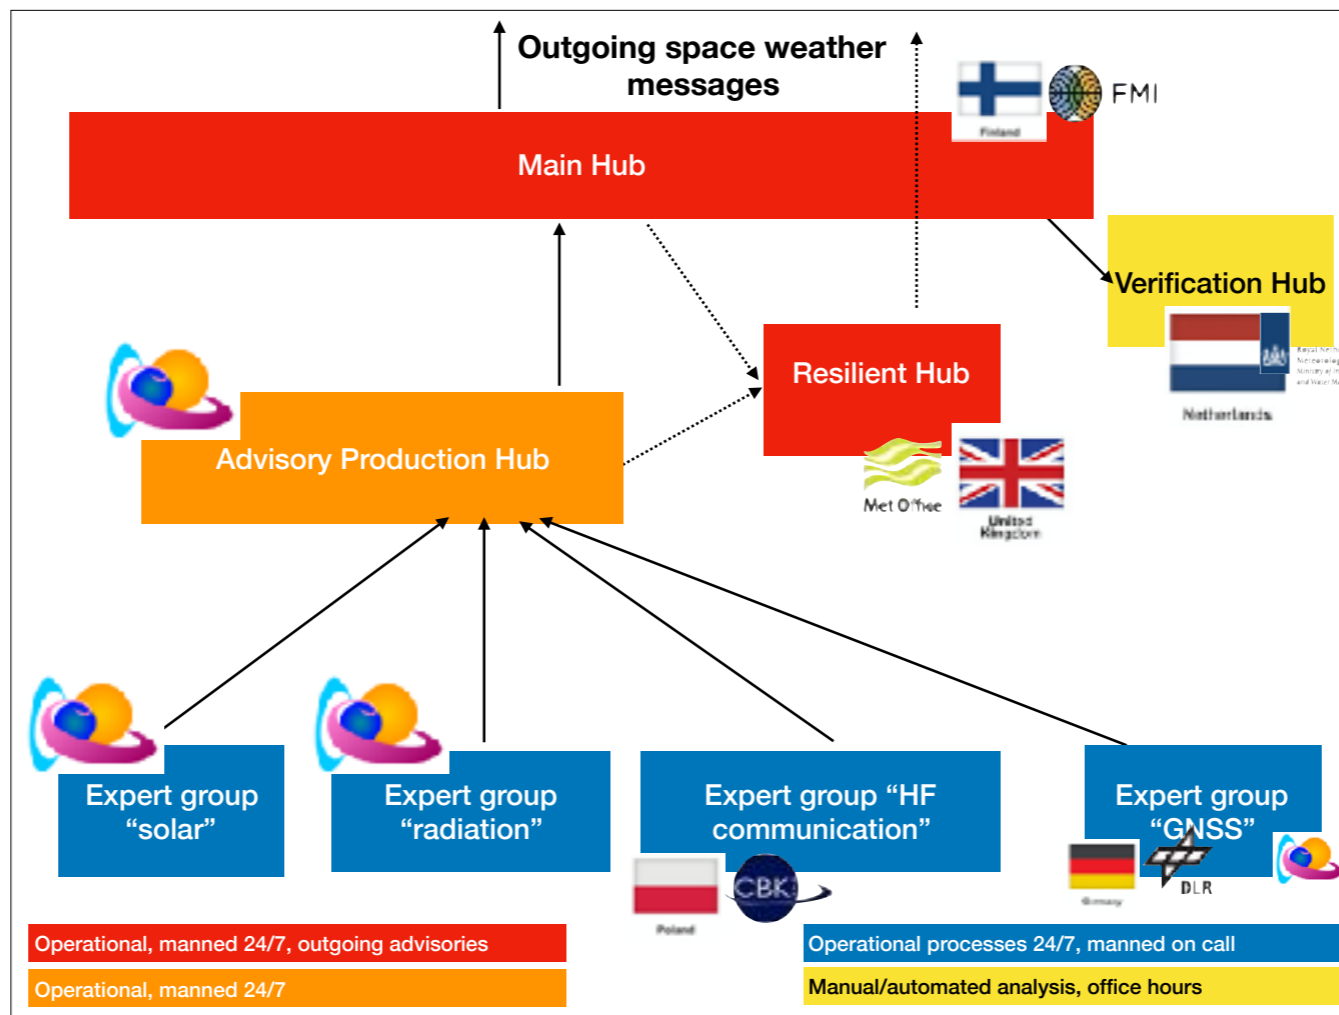 Outgoing space weather
messages
Finland
FMI
Main Hub
Verification Hub
Netherlands
Resilient Hub
Met Office
United
Kingdom
Advisory Production Hub
Expert group
“solar”
Expert group
“radiation”
Expert group “HF
communication”
Poland
CBK
Expert group
“GNSS”
Germany
DLR
Operational, manned 24/7, outgoing advisories
Operational, manned 24/7
Operational processes 24/7, manned on call
Manual/automated analysis, office hours